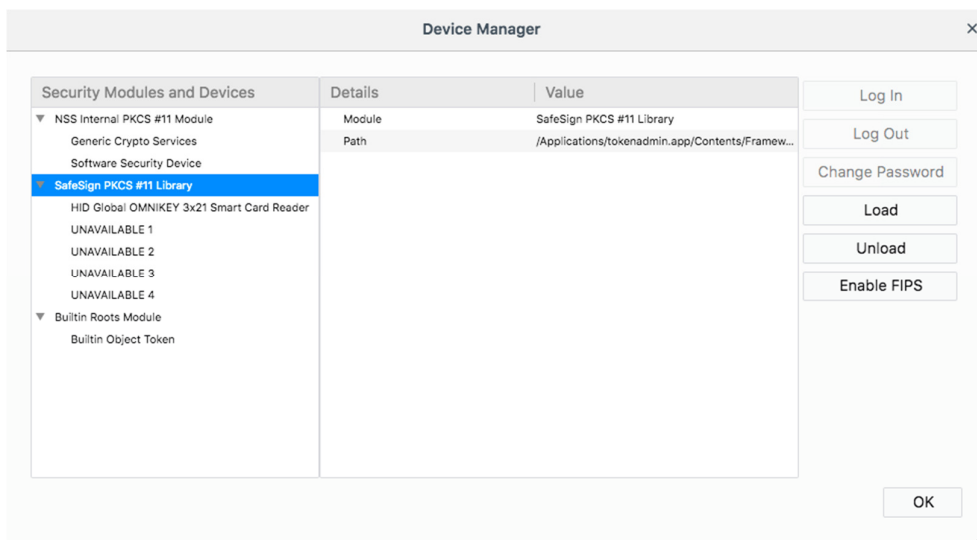 Device Manager
Security Modules and Devices
NSS Internal PKCS #11 Module
Generic Crypto Services
Software Security Device
SafeSign PKCS #11 Library
HID Global OMNIKEY 3x21 Smart Card Reader
UNAVAILABLE 1
UNAVAILABLE 2
UNAVAILABLE 3
UNAVAILABLE 4
Builtin Roots Module
Builtin Object Token
Details Value
Module SafeSign PKCS #11 Library
Path /Applications/tokenadmin.app/Contents/Framew...
Log In
Log Out
Change Password
Load
Unload
Enable FIPS
OK